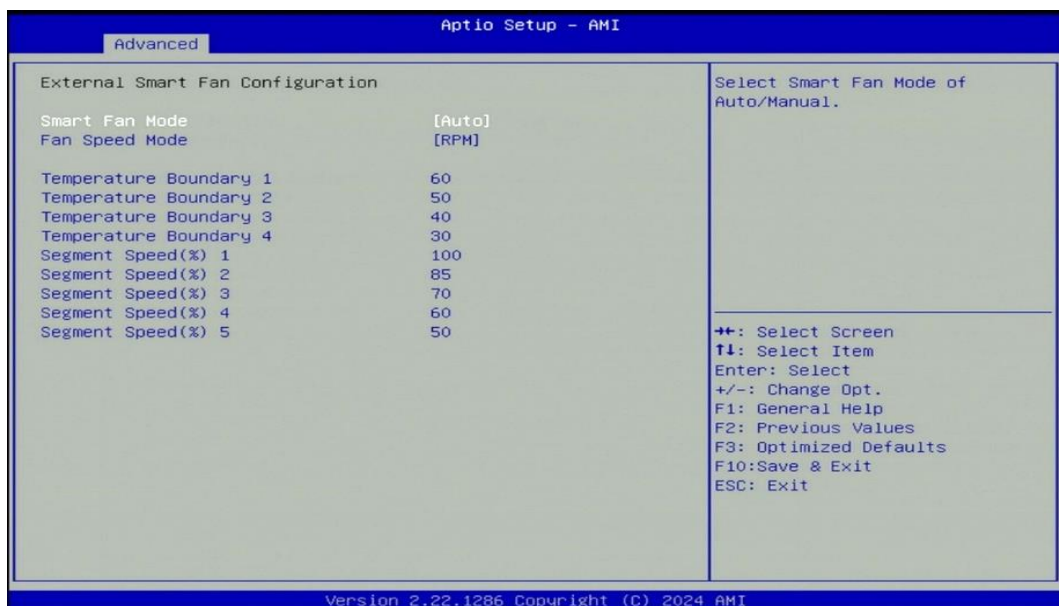 Aptio Setup – AMI
Advanced
External Smart Fan Configuration
Smart Fan Mode [Auto]
Fan Speed Mode [RPM]
Temperature Boundary 1 60
Temperature Boundary 2 50
Temperature Boundary 3 40
Temperature Boundary 4 30
Segment Speed(%) 1 100
Segment Speed(%) 2 85
Segment Speed(%) 3 70
Segment Speed(%) 4 60
Segment Speed(%) 5 50
Select Smart Fan Mode of
Auto/Manual.
→←: Select Screen
↑↓: Select Item
Enter: Select
+/-: Change Opt.
F1: General Help
F2: Previous Values
F3: Optimized Defaults
F10:Save & Exit
ESC: Exit
Version 2.22.1286 Copyright (C) 2024 AMI